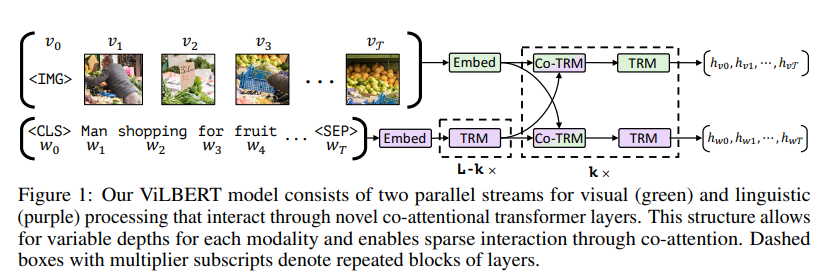 v0 v1 v2 v3 vT
<IMG>
...
Embed Co-TRM TRM hv0, hv1, ⋯, hvT
<CLS> Man shopping for fruit ... <SEP>
w0 w1 w2 w3 w4 wT
Embed TRM Co-TRM TRM hw0, hw1, ⋯, hwT
L-k × k ×
Figure 1: Our ViLBERT model consists of two parallel streams for visual (green) and linguistic
(purple) processing that interact through novel co-attentional transformer layers. This structure allows
for variable depths for each modality and enables sparse interaction through co-attention. Dashed
boxes with multiplier subscripts denote repeated blocks of layers.